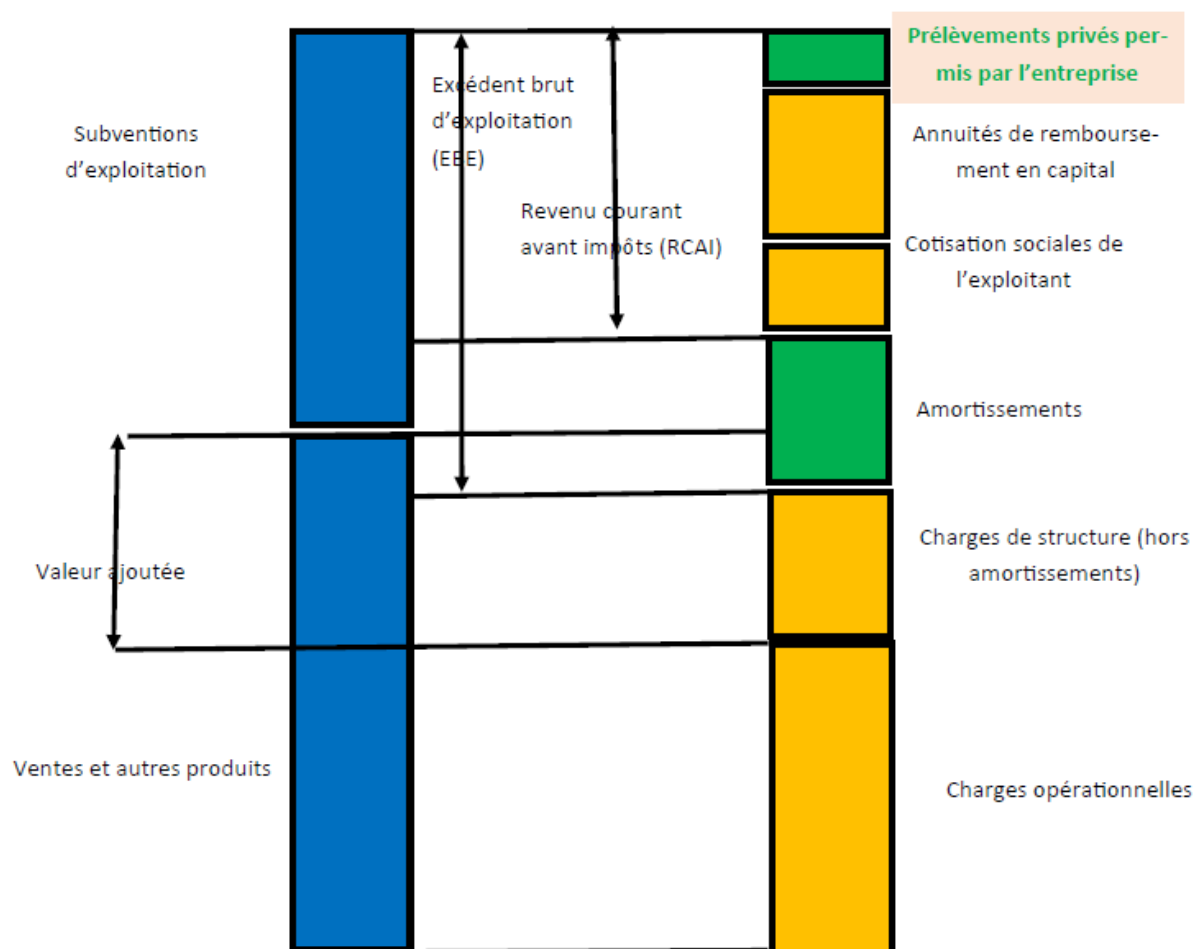 Prélèvements privés per-
mis par l’entreprise
Excédent brut
d’exploitation
(EBE)
Subventions
d’exploitation
Annuités de rembourse-
ment en capital
Revenu courant
avant impôts (RCAI)
Cotisation sociales de
l’exploitant
Amortissements
Charges de structure (hors
amortissements)
Valeur ajoutée
Ventes et autres produits
Charges opérationnelles